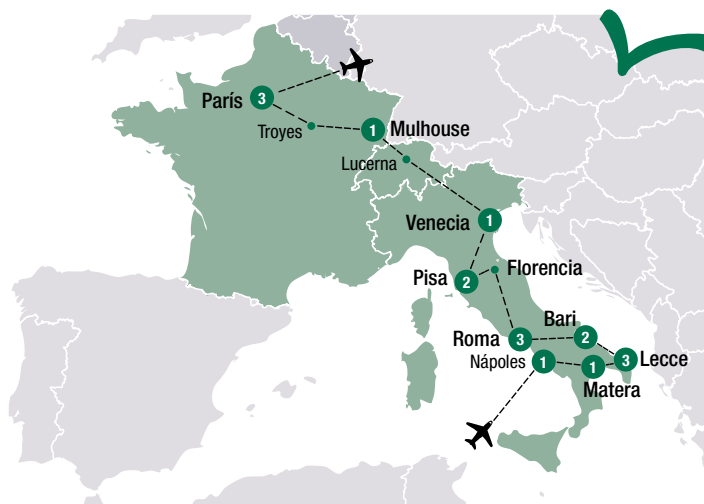 París
3
Troyes
1
Mulhouse
Lucerna
Venecia
1
Pisa
2
Florencia
Bari
2
Roma
3
Nápoles
1
1
3
Lecce
Matera